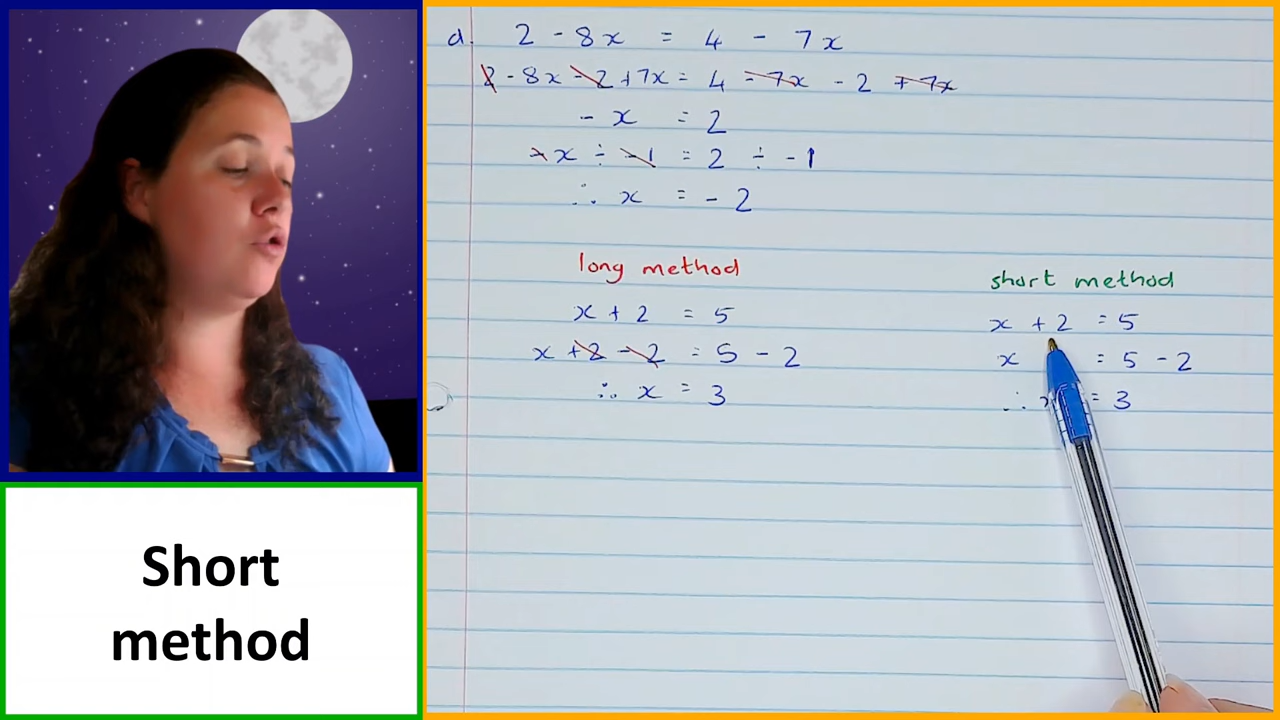 d. 2 - 8x = 4 - 7x
2 - 8x - 2 + 7x = 4 - 7x - 2 + 7x
- x = 2
- x ÷ - 1 = 2 ÷ - 1
∴ x = - 2
long method
x + 2 = 5
x + 2 - 2 = 5 - 2
∴ x = 3
short method
x + 2 = 5
x = 5 - 2
∴ x = 3
Short
method